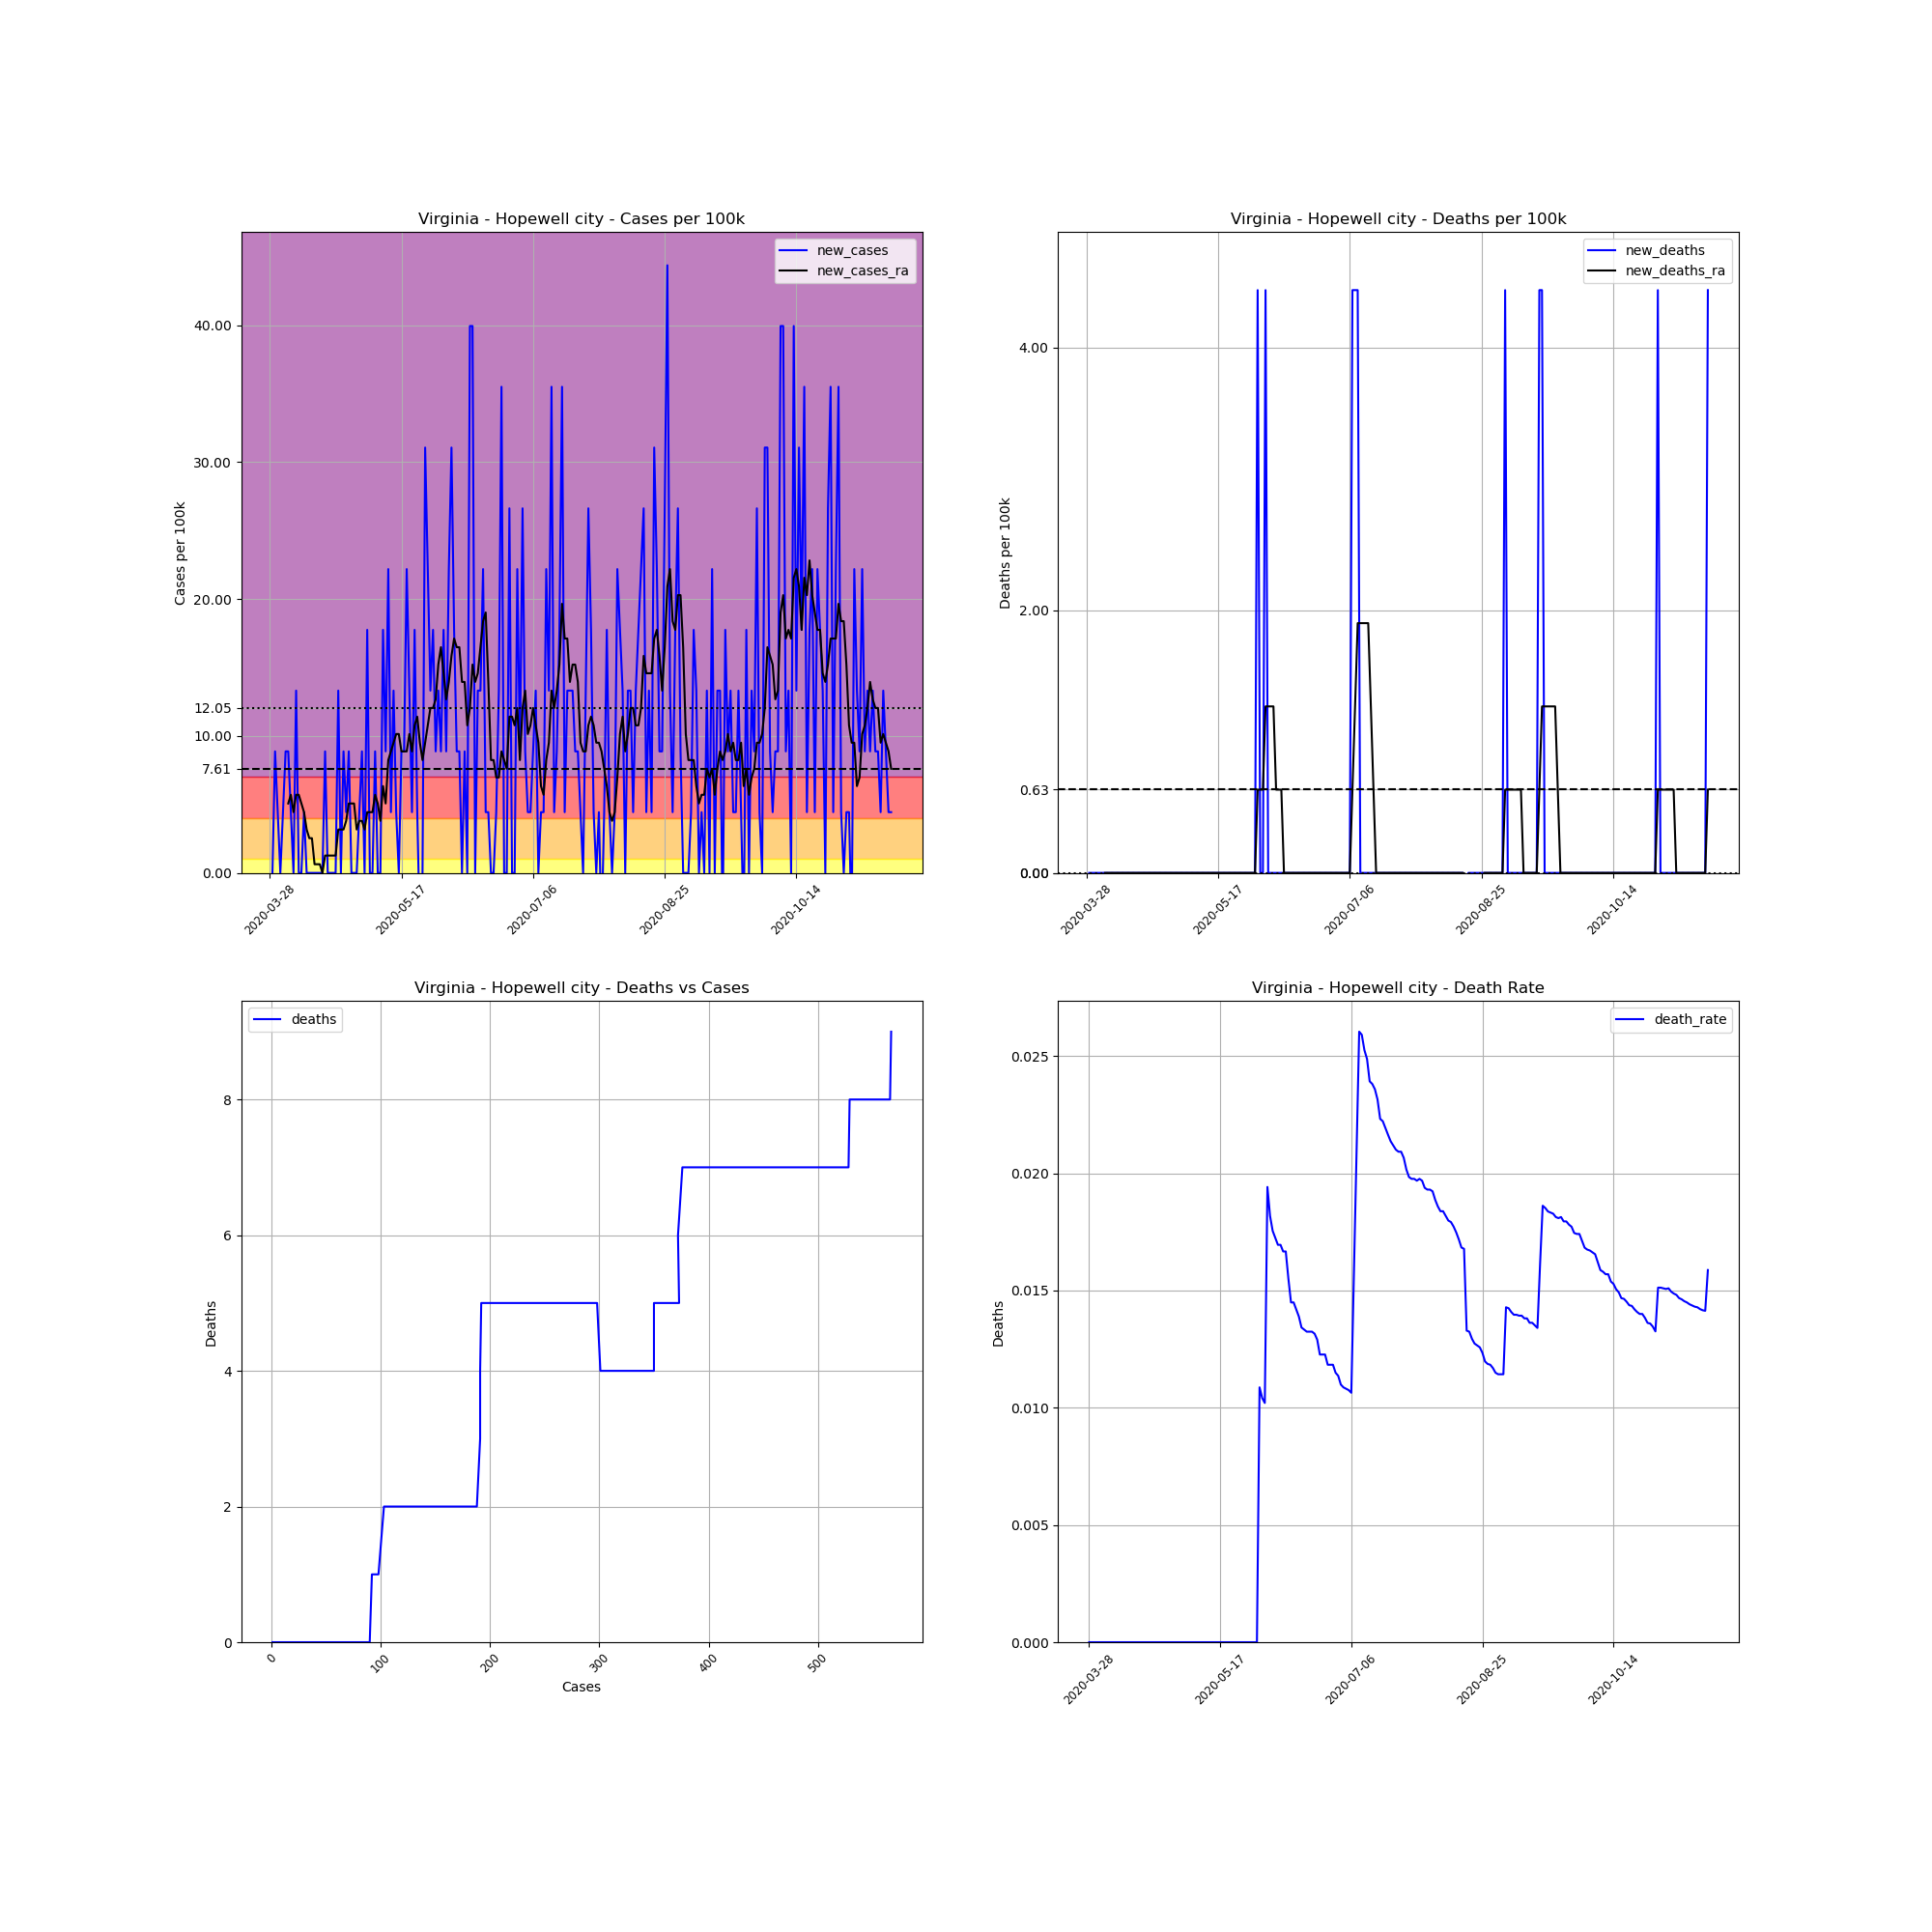 Virginia - Hopewell city - Cases per 100k
new_cases
new_cases_ra
Cases per 100k
40.00
30.00
20.00
12.05
10.00
7.61
0.00
2020-03-28
2020-05-17
2020-07-06
2020-08-25
2020-10-14
Virginia - Hopewell city - Deaths per 100k
new_deaths
new_deaths_ra
Deaths per 100k
4.00
2.00
0.63
0.00
2020-03-28
2020-05-17
2020-07-06
2020-08-25
2020-10-14
Virginia - Hopewell city - Deaths vs Cases
deaths
Deaths
8
6
4
2
0
0
100
200
300
400
500
Cases
Virginia - Hopewell city - Death Rate
death_rate
Deaths
0.025
0.020
0.015
0.010
0.005
0.000
2020-03-28
2020-05-17
2020-07-06
2020-08-25
2020-10-14